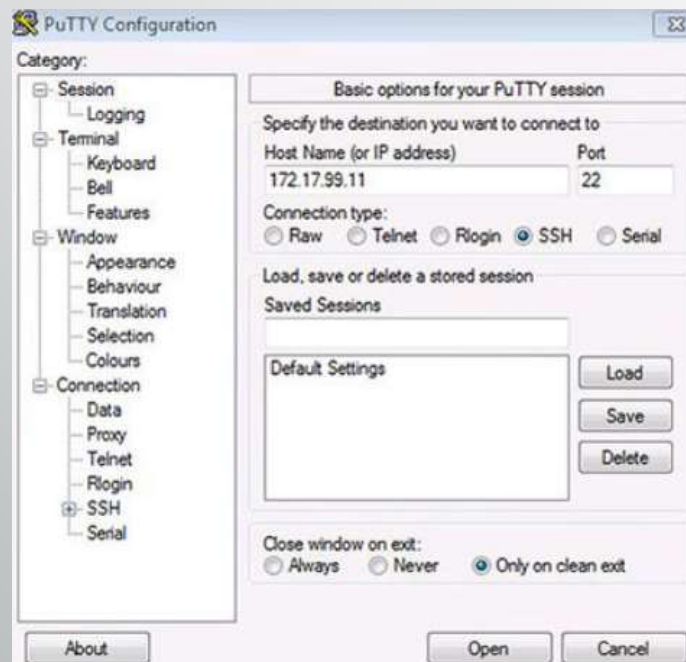 PuTTY Configuration
Category:
Session
Logging
Terminal
Keyboard
Bell
Features
Window
Appearance
Behaviour
Translation
Selection
Colours
Connection
Data
Proxy
Telnet
Rlogin
SSH
Serial
Basic options for your PuTTY session
Specify the destination you want to connect to
Host Name (or IP address) Port
172.17.99.11 22
Connection type:
Raw Telnet Rlogin SSH Serial
Load, save or delete a stored session
Saved Sessions
Default Settings
Load
Save
Delete
Close window on exit:
Always Never Only on clean exit
About Open Cancel